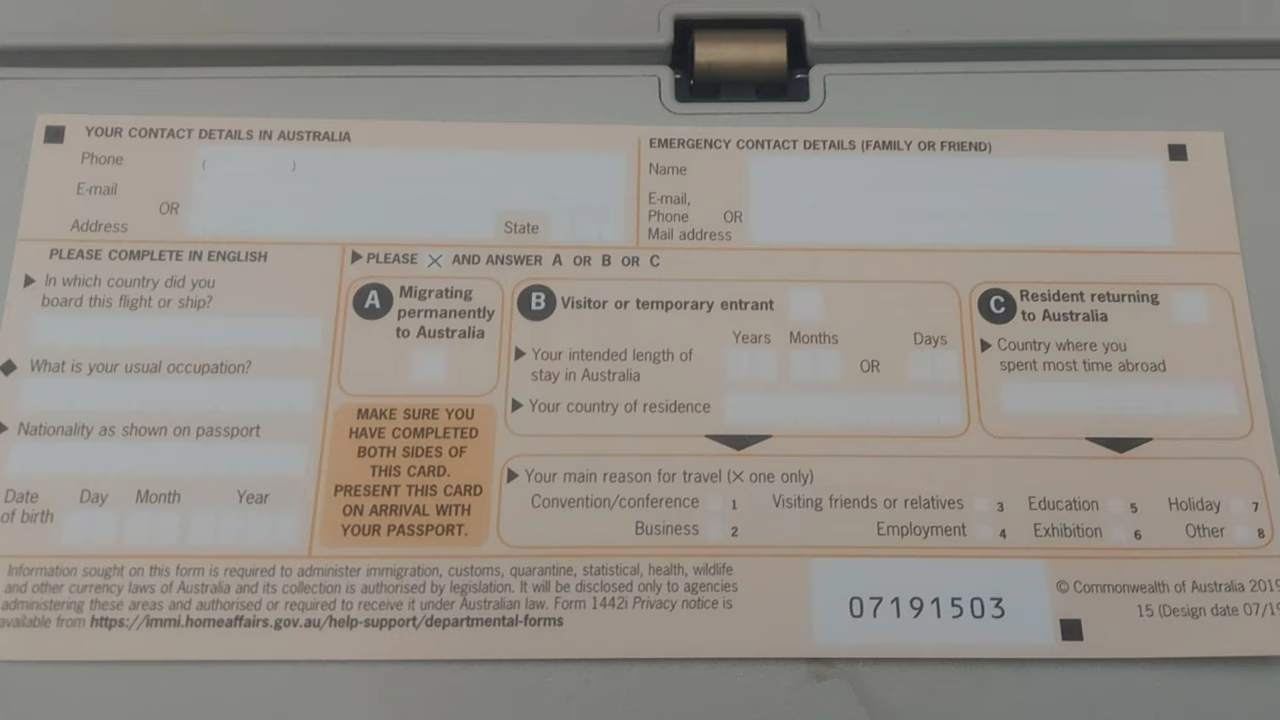 YOUR CONTACT DETAILS IN AUSTRALIA
Phone ( )
E-mail
OR
Address
State
EMERGENCY CONTACT DETAILS (FAMILY OR FRIEND)
Name
E-mail,
Phone OR
Mail address
PLEASE COMPLETE IN ENGLISH
In which country did you
board this flight or ship?
What is your usual occupation?
Nationality as shown on passport
Date Day Month Year
of birth
PLEASE X AND ANSWER A OR B OR C
A Migrating
permanently
to Australia
MAKE SURE YOU
HAVE COMPLETED
BOTH SIDES OF
THIS CARD.
PRESENT THIS CARD
ON ARRIVAL WITH
YOUR PASSPORT.
B Visitor or temporary entrant
Years Months Days
Your intended length of
stay in Australia
OR
Your country of residence
C Resident returning
to Australia
Country where you
spent most time abroad
Your main reason for travel (X one only)
Convention/conference 1 Visiting friends or relatives 3 Education 5 Holiday 7
Business 2 Employment 4 Exhibition 6 Other 8
Information sought on this form is required to administer immigration, customs, quarantine, statistical, health, wildlife
and other currency laws of Australia and its collection is authorised by legislation. It will be disclosed only to agencies
administering these areas and authorised or required to receive it under Australian law. Form 1442i Privacy notice is
available from https://immi.homeaffairs.gov.au/help-support/departmental-forms
07191503
© Commonwealth of Australia 2019
15 (Design date 07/19